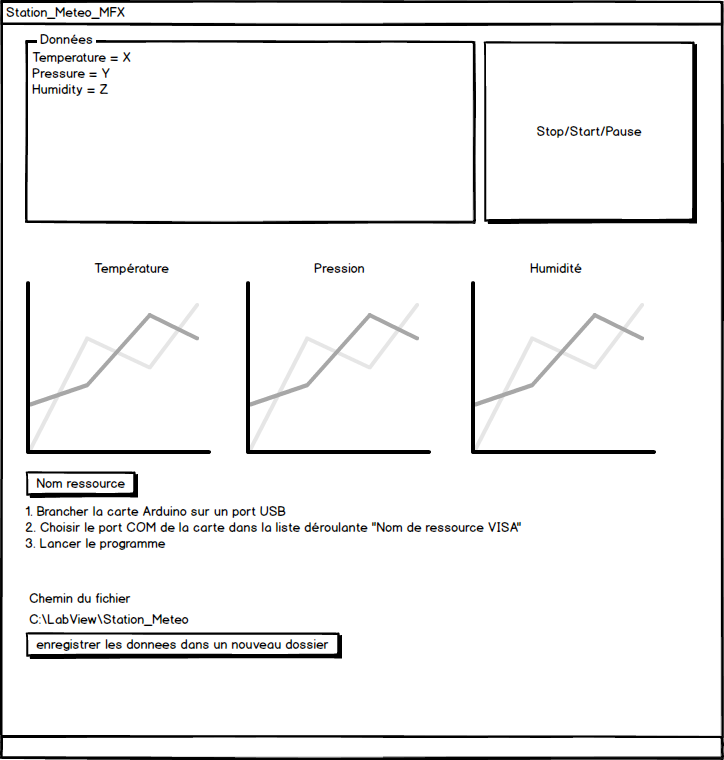 Station_Meteo_MFX
Données
Temperature = X
Pressure = Y
Humidity = Z
Stop/Start/Pause
Température
Pression
Humidité
Nom ressource
1. Brancher la carte Arduino sur un port USB
2. Choisir le port COM de la carte dans la liste déroulante "Nom de ressource VISA"
3. Lancer le programme
Chemin du fichier
C:\LabView\Station_Meteo
enregistrer les donnees dans un nouveau dossier